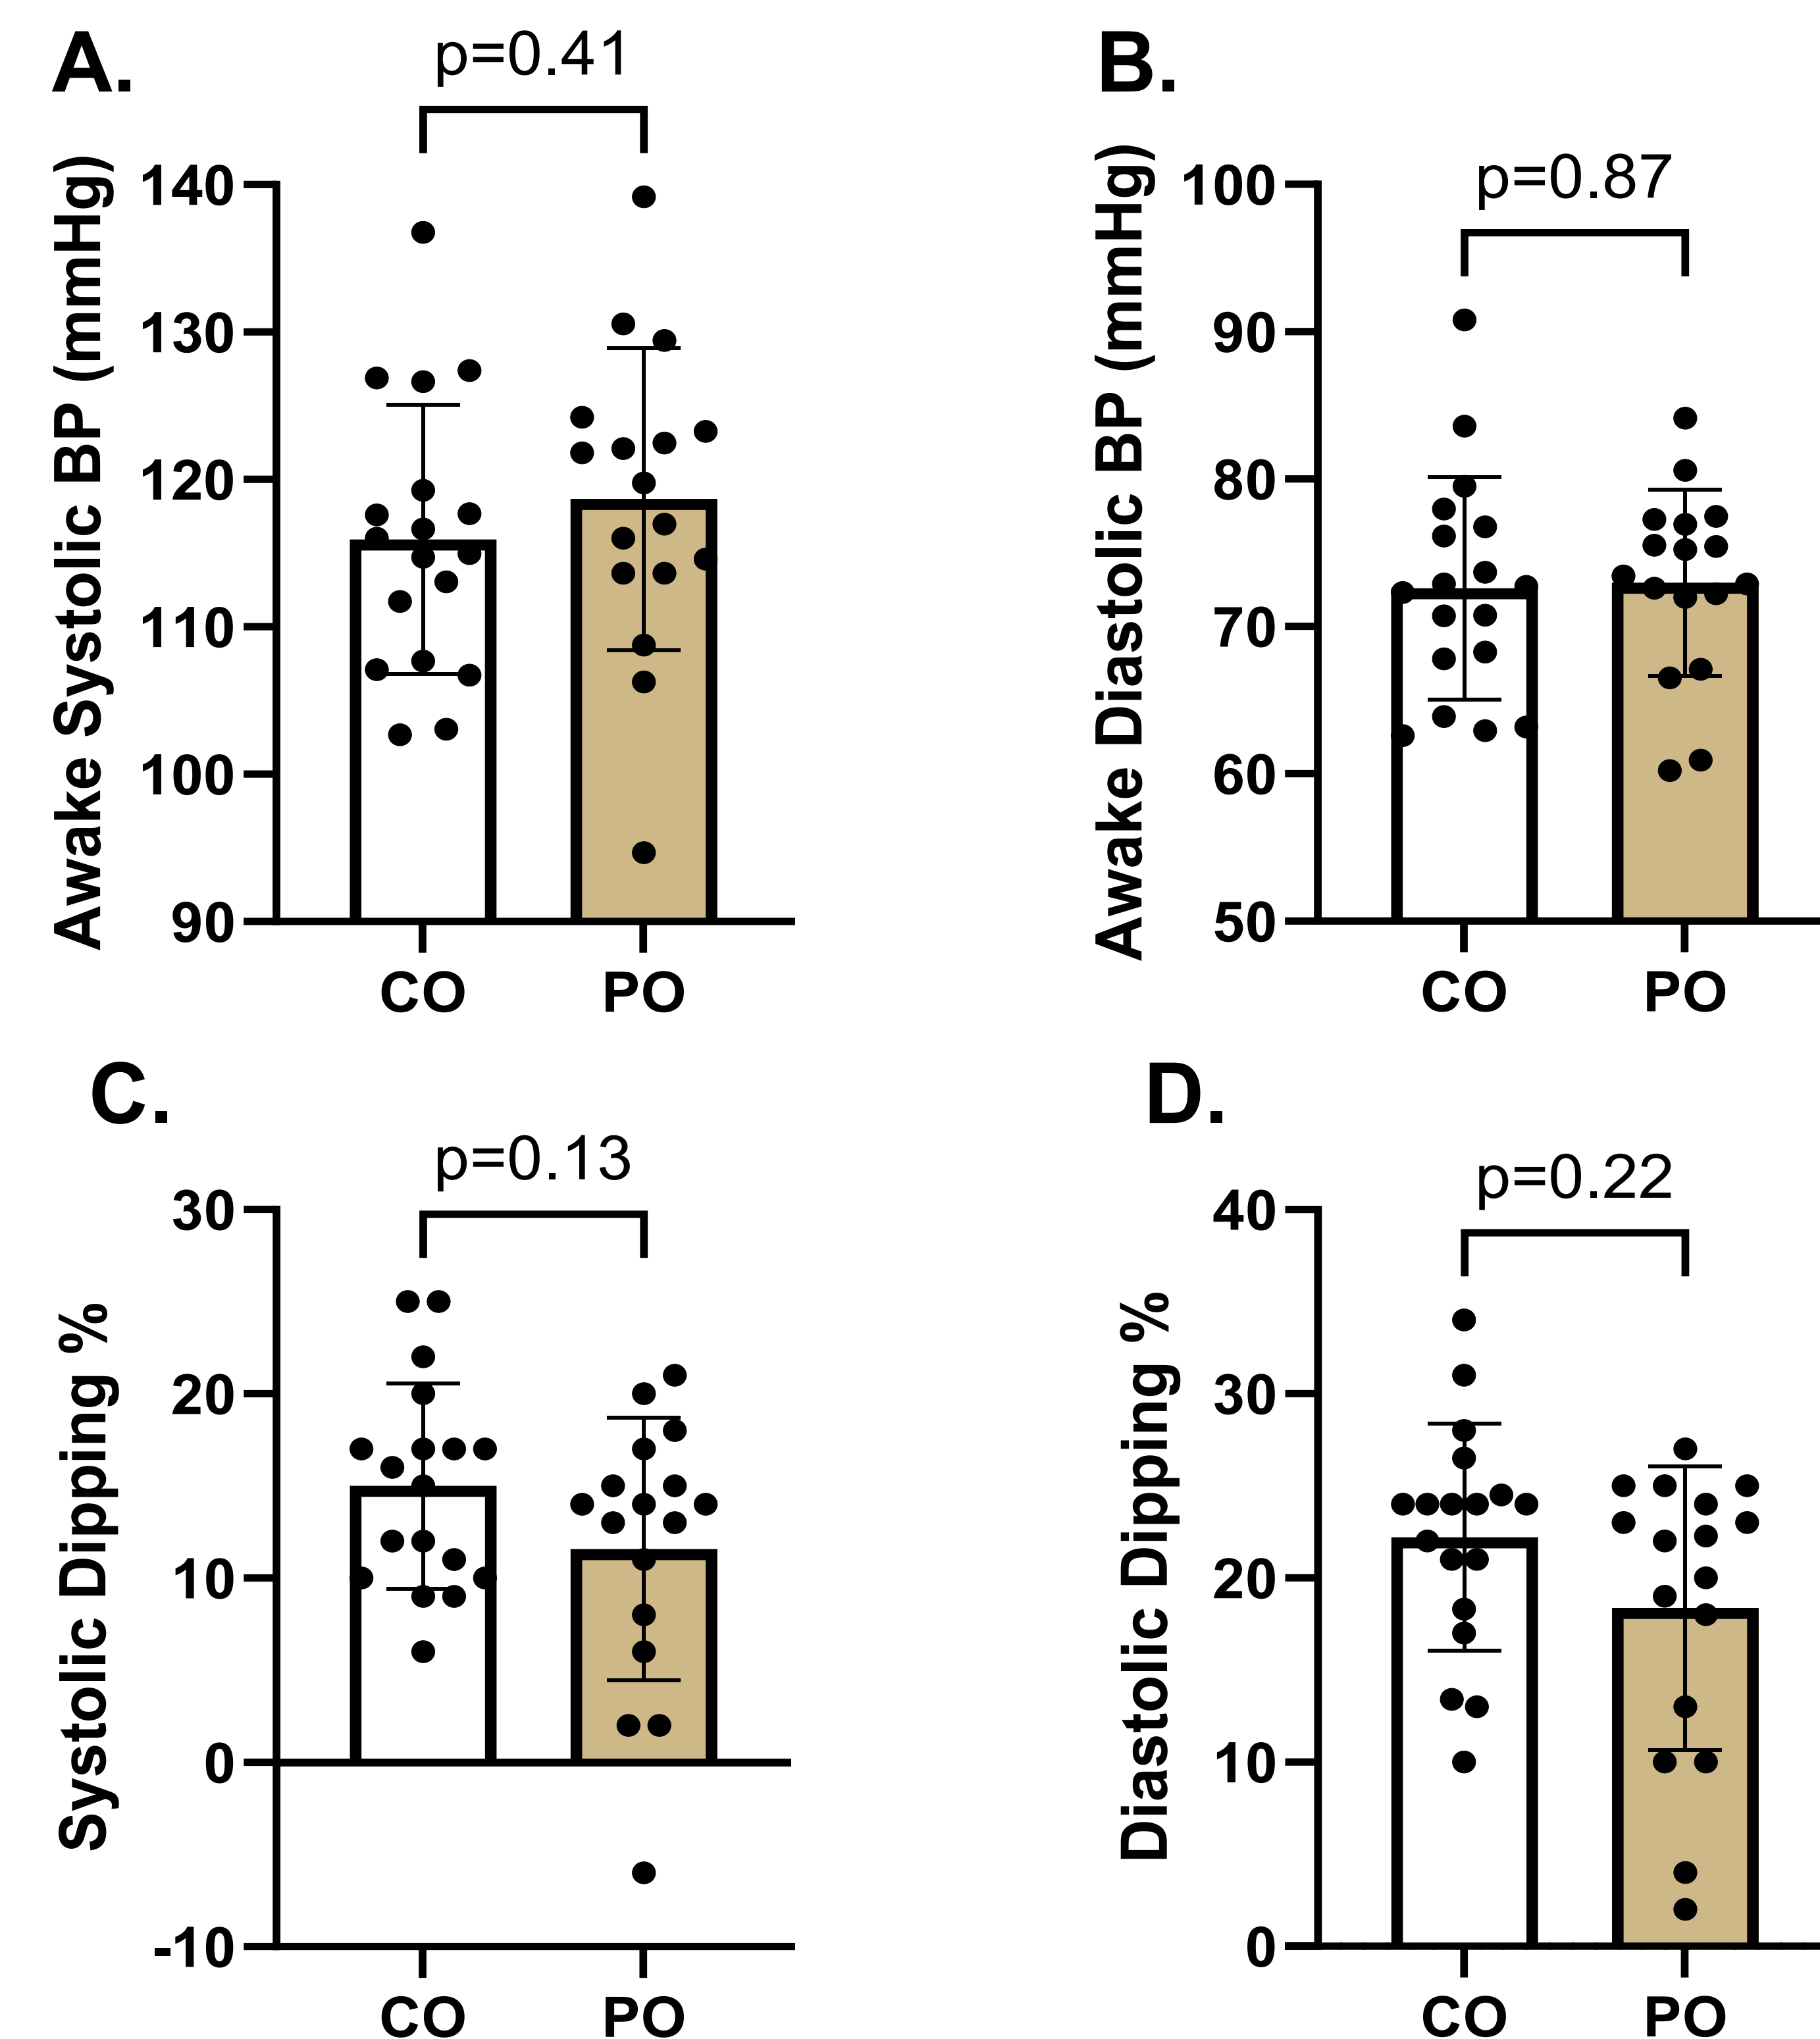 A.
p=0.41
Awake Systolic BP (mmHg)
140
130
120
110
100
90
CO PO
B.
p=0.87
Awake Diastolic BP (mmHg)
100
90
80
70
60
50
CO PO
C.
p=0.13
Systolic Dipping %
30
20
10
0
-10
CO PO
D.
p=0.22
Diastolic Dipping %
40
30
20
10
0
CO PO